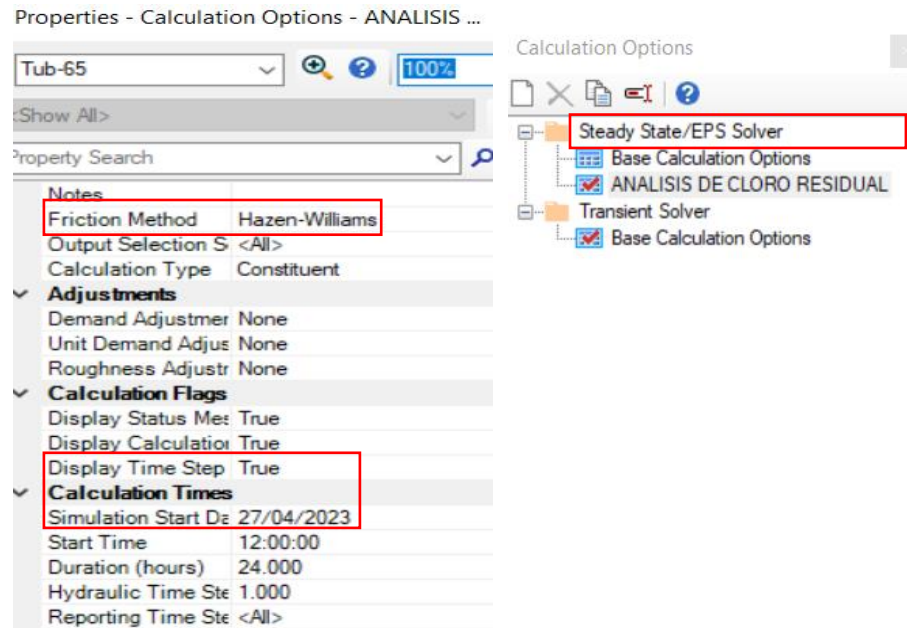 Properties - Calculation Options - ANALISIS ...
Tub-65
100%
<Show All>
Property Search
Notes
Friction Method Hazen-Williams
Output Selection S <All>
Calculation Type Constituent
Adjustments
Demand Adjustmer None
Unit Demand Adjus None
Roughness Adjustr None
Calculation Flags
Display Status Mes True
Display Calculation True
Display Time Step True
Calculation Times
Simulation Start Da 27/04/2023
Start Time 12:00:00
Duration (hours) 24.000
Hydraulic Time Ste 1.000
Reporting Time Ste <All>
Calculation Options
Steady State/EPS Solver
Base Calculation Options
ANALISIS DE CLORO RESIDUAL
Transient Solver
Base Calculation Options